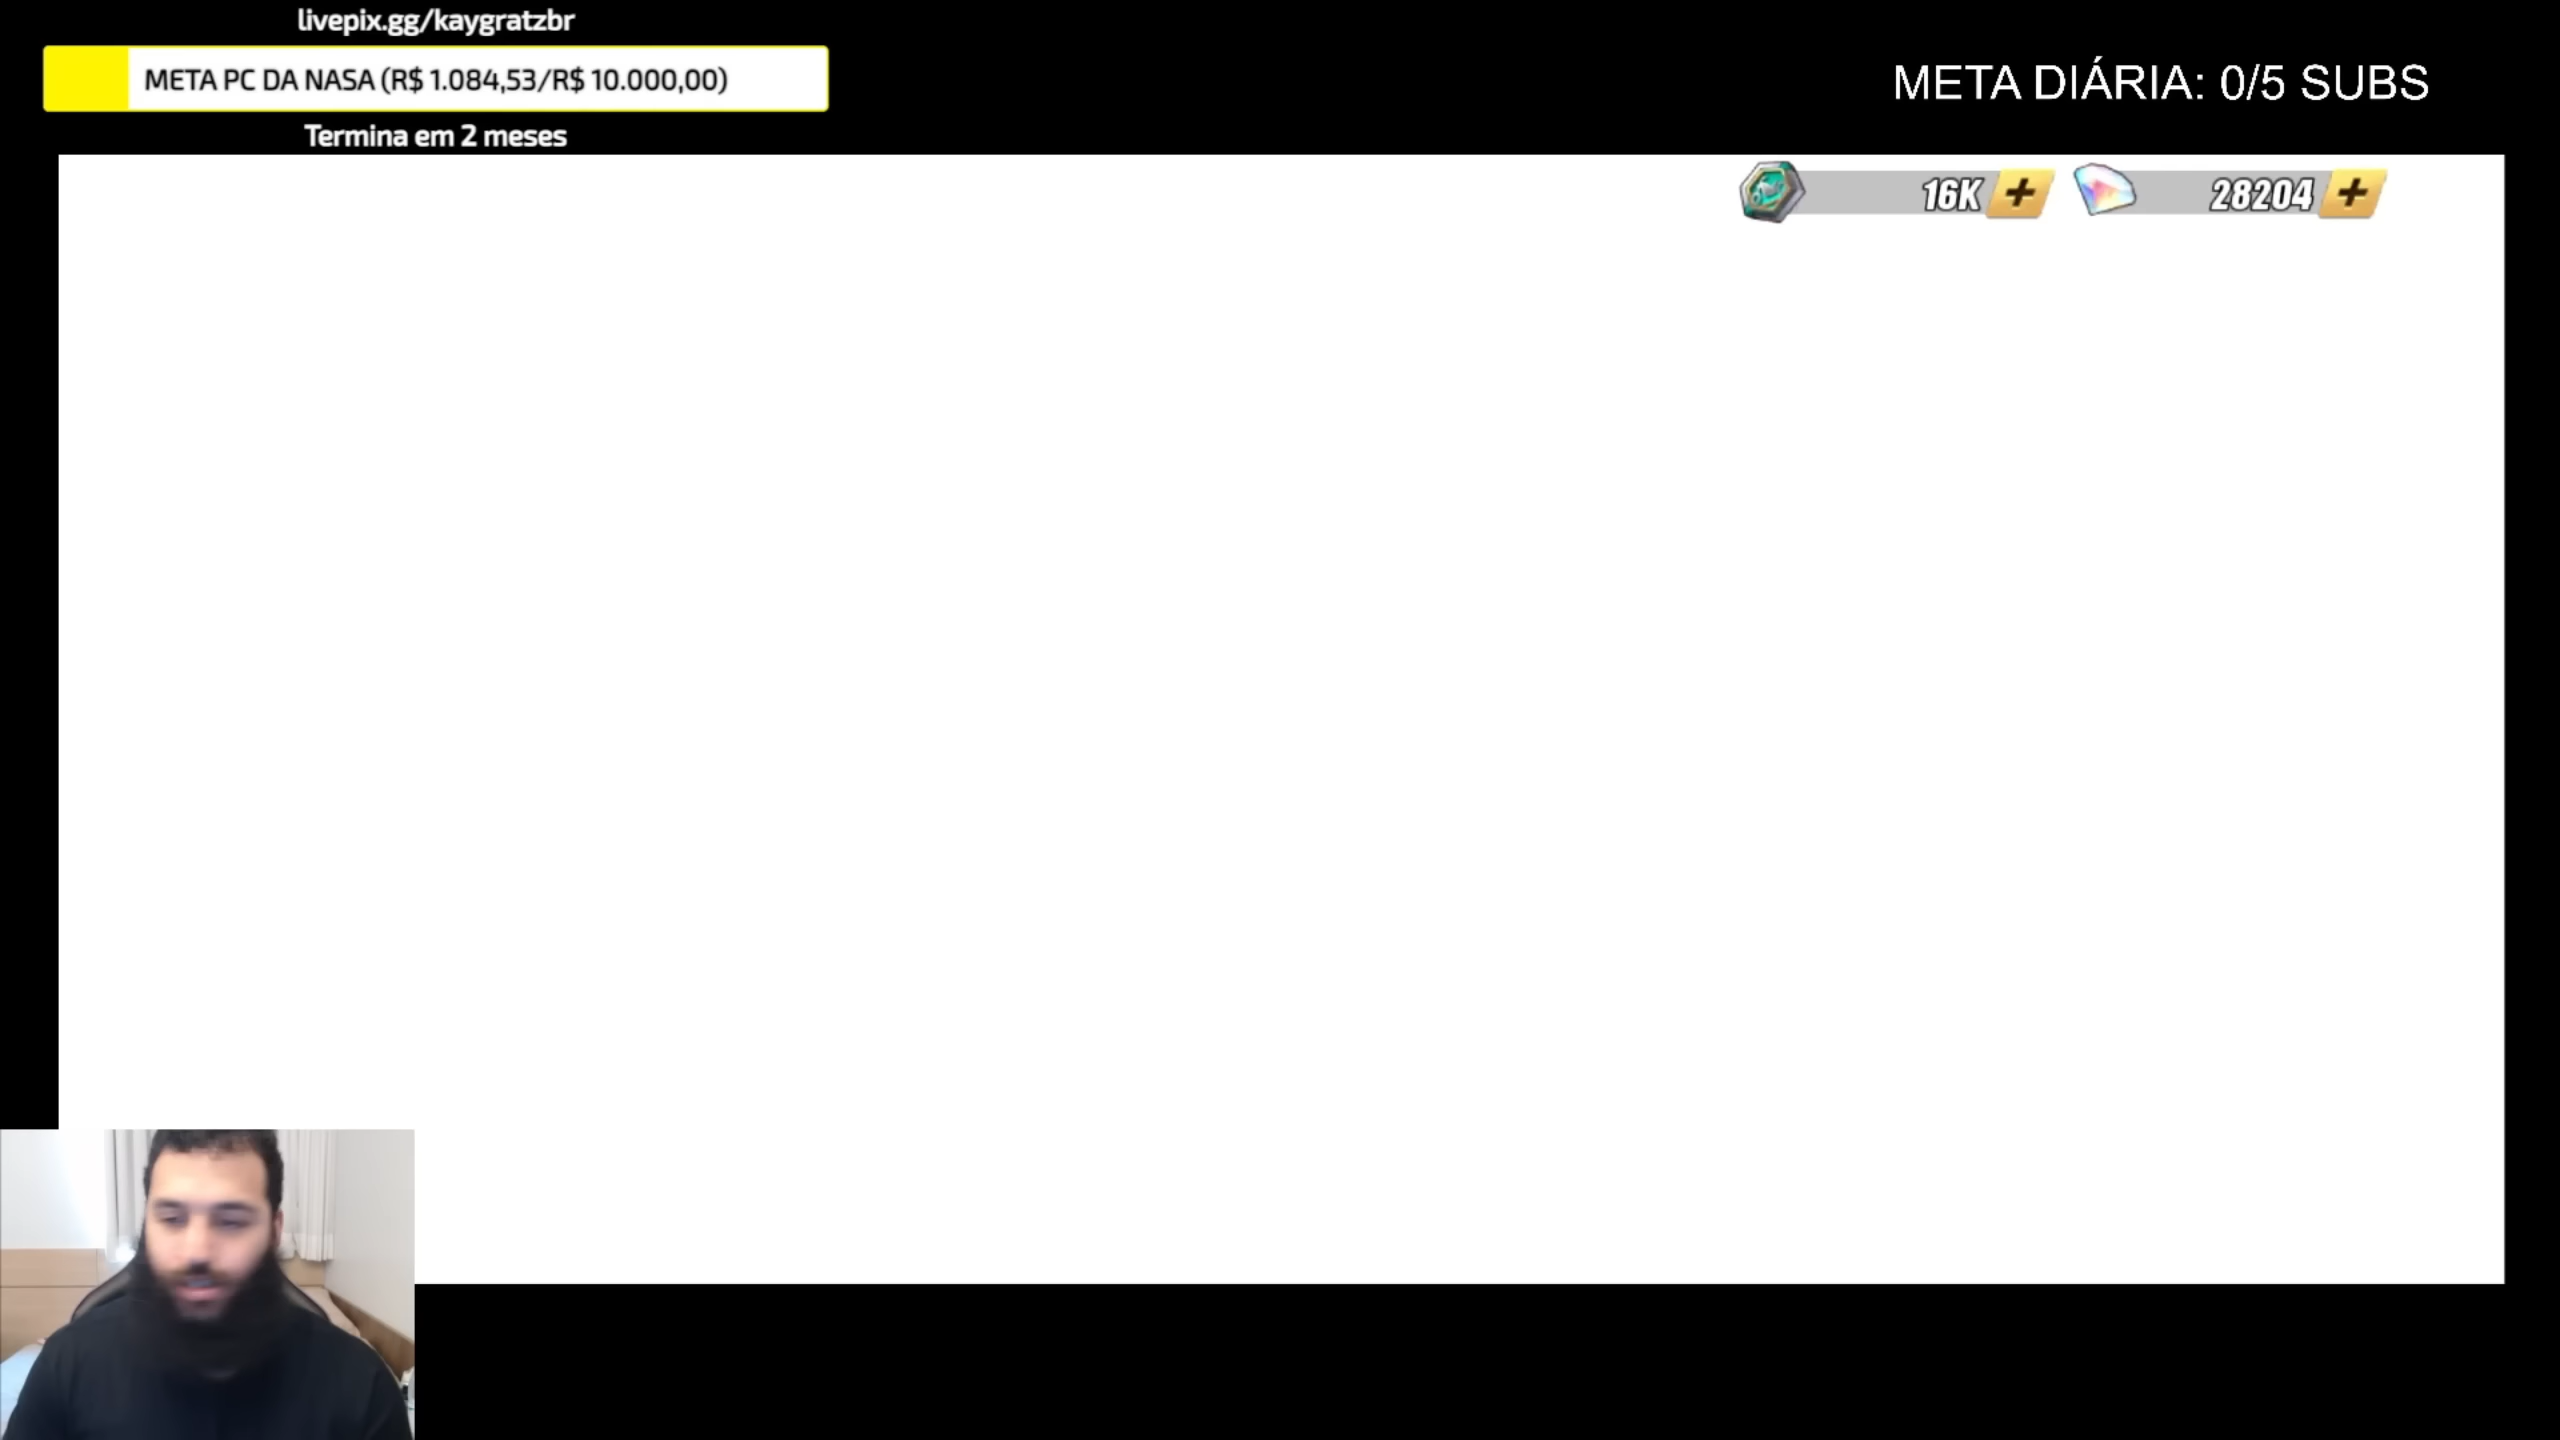 livepix.gg/kaygratzbr
META PC DA NASA (R$ 1.084,53/R$ 10.000,00)
Termina em 2 meses
META DIÁRIA: 0/5 SUBS
16K + 28204 +